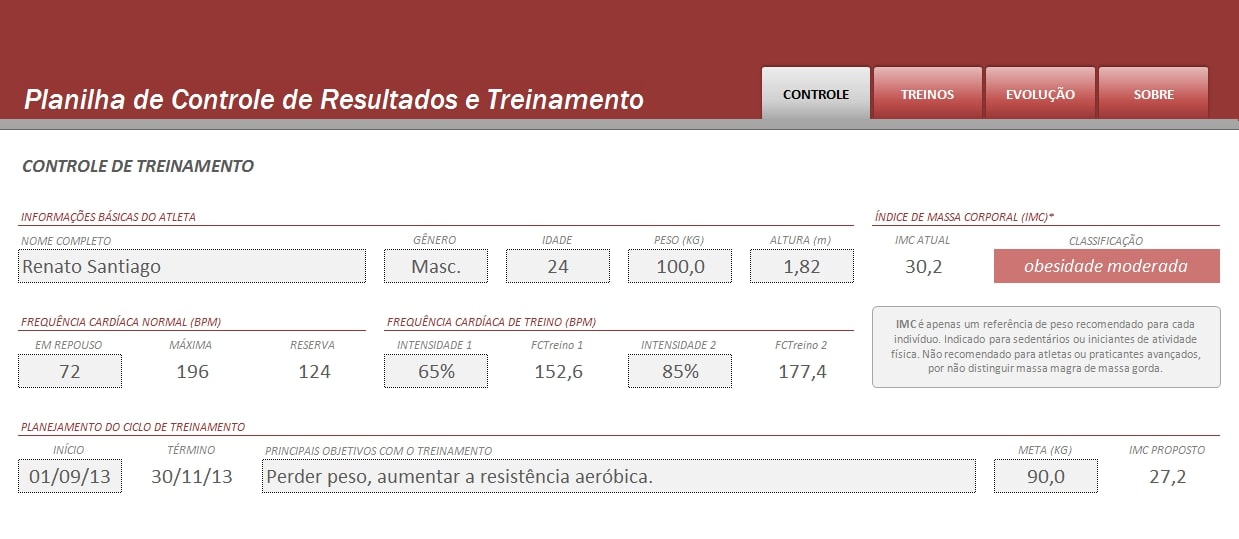 Planilha de Controle de Resultados e Treinamento
CONTROLE TREINOS EVOLUÇÃO SOBRE
CONTROLE DE TREINAMENTO
INFORMAÇÕES BÁSICAS DO ATLETA
NOME COMPLETO GÊNERO IDADE PESO (KG) ALTURA (m)
Renato Santiago Masc. 24 100,0 1,82
ÍNDICE DE MASSA CORPORAL (IMC)*
IMC ATUAL CLASSIFICAÇÃO
30,2 obesidade moderada
FREQUÊNCIA CARDÍACA NORMAL (BPM)
EM REPOUSO MÁXIMA RESERVA
72 196 124
FREQUÊNCIA CARDÍACA DE TREINO (BPM)
INTENSIDADE 1 FCTreino 1 INTENSIDADE 2 FCTreino 2
65% 152,6 85% 177,4
IMC é apenas um referência de peso recomendado para cada
indivíduo. Indicado para sedentários ou iniciantes de atividade
física. Não recomendado para atletas ou praticantes avançados,
por não distinguir massa magra de massa gorda.
PLANEJAMENTO DO CICLO DE TREINAMENTO
INÍCIO TÉRMINO PRINCIPAIS OBJETIVOS COM O TREINAMENTO META (KG) IMC PROPOSTO
01/09/13 30/11/13 Perder peso, aumentar a resistência aeróbica. 90,0 27,2